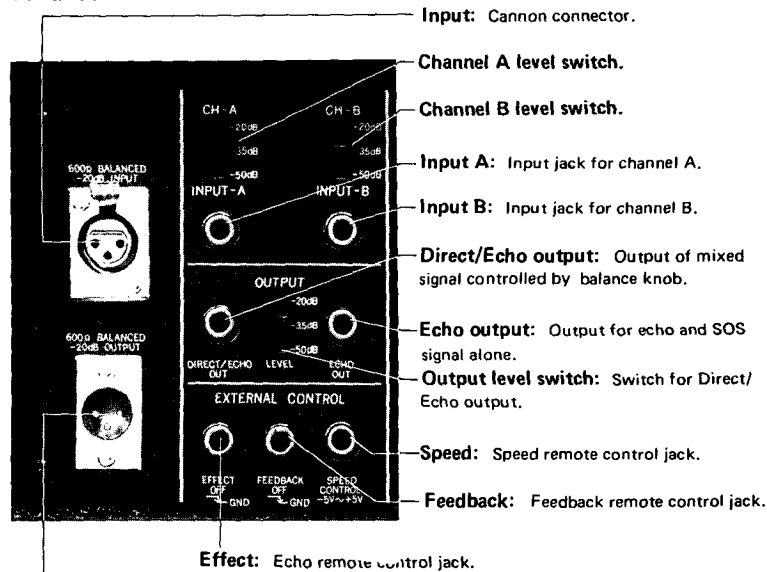 Input: Cannon connector.
Channel A level switch.
Channel B level switch.
Input A: Input jack for channel A.
Input B: Input jack for channel B.
Direct/Echo output: Output of mixed
signal controlled by balance knob.
Echo output: Output for echo and SOS
signal alone.
Output level switch: Switch for Direct/
Echo output.
Speed: Speed remote control jack.
Feedback: Feedback remote control jack.
Effect: Echo remote control jack.
600Ω BALANCED
-20dB INPUT
600Ω BALANCED
-20dB OUTPUT
CH-A
-20dB
-35dB
-50dB
INPUT-A
CH-B
-20dB
-35dB
-50dB
INPUT-B
OUTPUT
-20dB
-35dB
-50dB
DIRECT/ECHO
OUT
LEVEL
ECHO
OUT
EXTERNAL CONTROL
EFFECT
OFF
GND
FEEDBACK
OFF
GND
SPEED
CONTROL
-5V～+5V